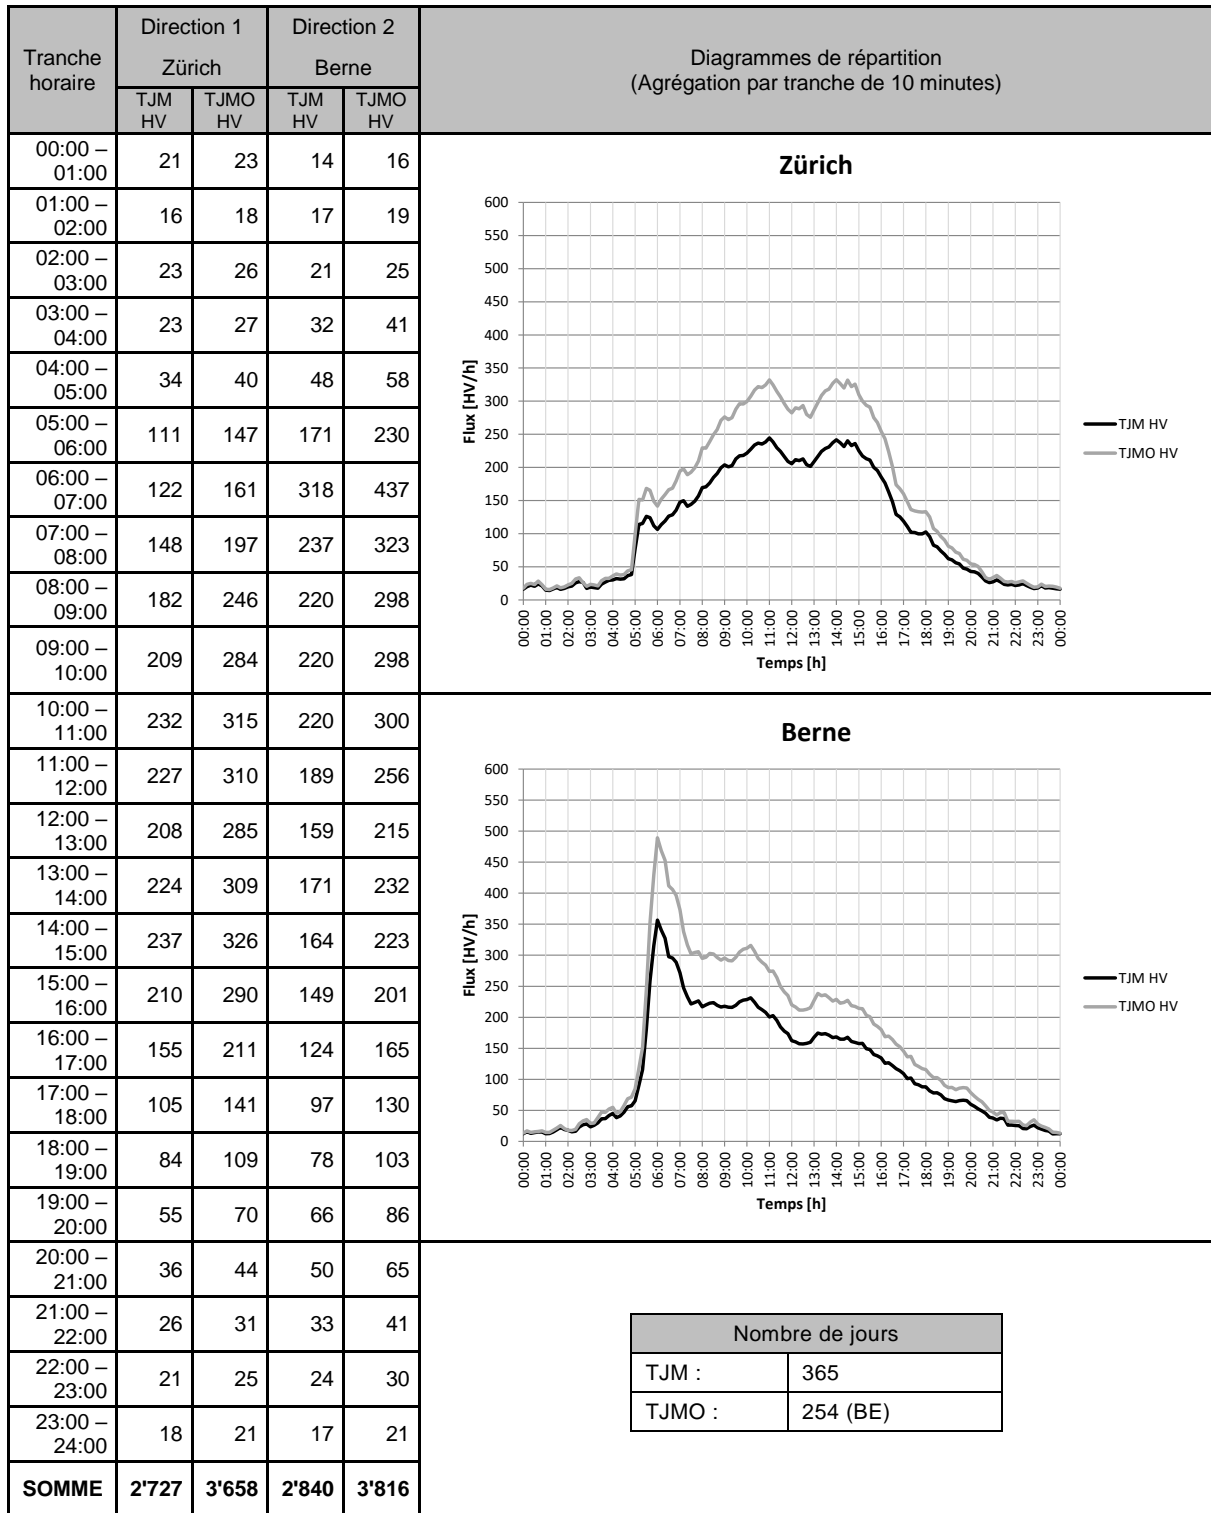 Tranche horaire
Direction 1
Direction 2
Diagrammes de répartition
(Agrégation par tranche de 10 minutes)
Zürich
Berne
TJM HV
TJMO HV
TJM HV
TJMO HV
00:00 – 01:00 21 23 14 16
01:00 – 02:00 16 18 17 19
02:00 – 03:00 23 26 21 25
03:00 – 04:00 23 27 32 41
04:00 – 05:00 34 40 48 58
05:00 – 06:00 111 147 171 230
06:00 – 07:00 122 161 318 437
07:00 – 08:00 148 197 237 323
08:00 – 09:00 182 246 220 298
09:00 – 10:00 209 284 220 298
10:00 – 11:00 232 315 220 300
11:00 – 12:00 227 310 189 256
12:00 – 13:00 208 285 159 215
13:00 – 14:00 224 309 171 232
14:00 – 15:00 237 326 164 223
15:00 – 16:00 210 290 149 201
16:00 – 17:00 155 211 124 165
17:00 – 18:00 105 141 97 130
18:00 – 19:00 84 109 78 103
19:00 – 20:00 55 70 66 86
20:00 – 21:00 36 44 50 65
21:00 – 22:00 26 31 33 41
22:00 – 23:00 21 25 24 30
23:00 – 24:00 18 21 17 21
SOMME 2'727 3'658 2'840 3'816
Zürich
600
550
500
450
400
350
300
250
200
150
100
50
0
Flux [HV/h]
00:00 01:00 02:00 03:00 04:00 05:00 06:00 07:00 08:00 09:00 10:00 11:00 12:00 13:00 14:00 15:00 16:00 17:00 18:00 19:00 20:00 21:00 22:00 23:00 00:00
Temps [h]
TJM HV
TJMO HV
Berne
600
550
500
450
400
350
300
250
200
150
100
50
0
Flux [HV/h]
00:00 01:00 02:00 03:00 04:00 05:00 06:00 07:00 08:00 09:00 10:00 11:00 12:00 13:00 14:00 15:00 16:00 17:00 18:00 19:00 20:00 21:00 22:00 23:00 00:00
Temps [h]
TJM HV
TJMO HV
Nombre de jours
TJM : 365
TJMO : 254 (BE)